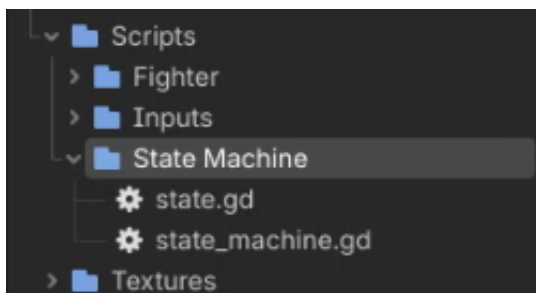 Scripts
Fighter
Inputs
State Machine
state.gd
state_machine.gd
Textures